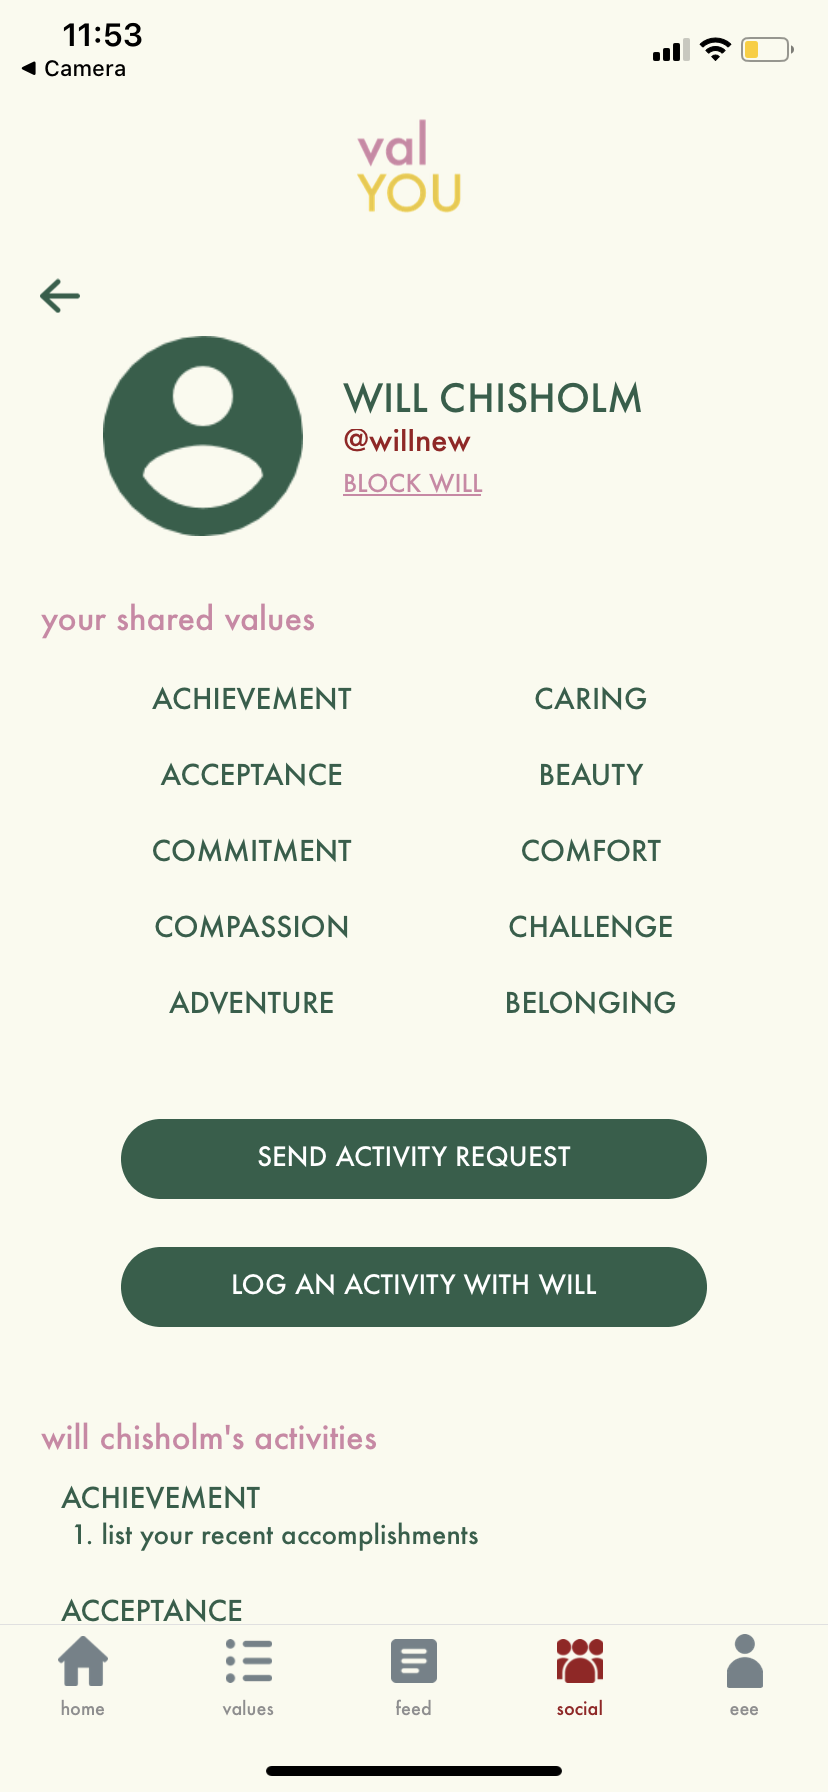 11:53
◀ Camera
val
YOU
WILL CHISHOLM
@willnew
BLOCK WILL
your shared values
ACHIEVEMENT CARING
ACCEPTANCE BEAUTY
COMMITMENT COMFORT
COMPASSION CHALLENGE
ADVENTURE BELONGING
SEND ACTIVITY REQUEST
LOG AN ACTIVITY WITH WILL
will chisholm's activities
ACHIEVEMENT
1. list your recent accomplishments
ACCEPTANCE
home values feed social eee